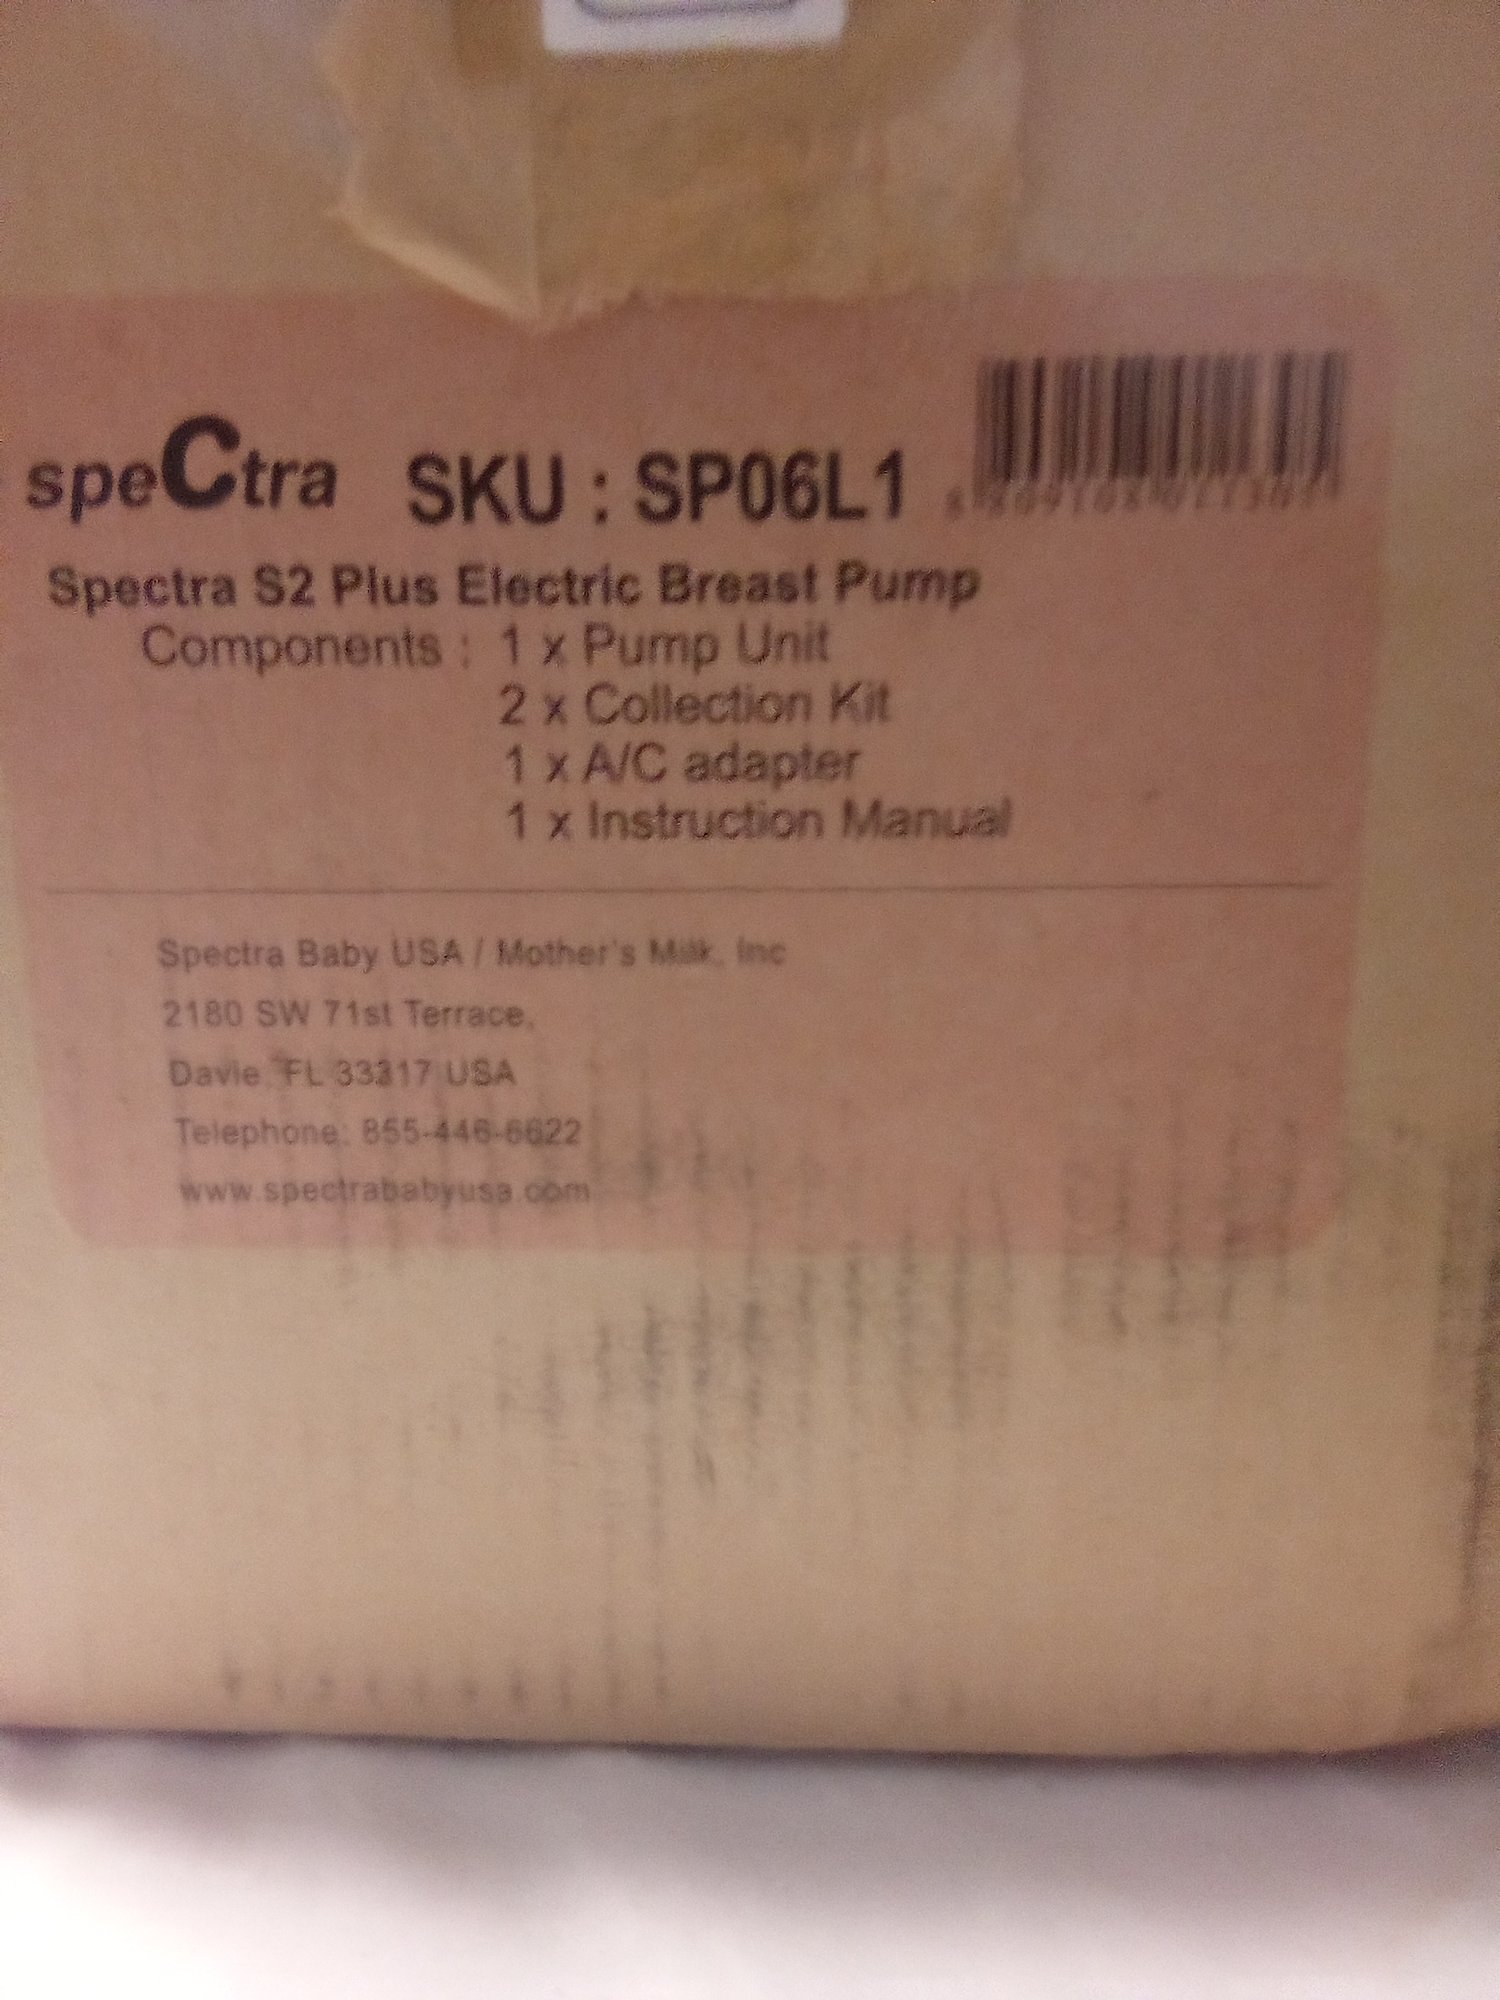 speCtra SKU : SP06L1
Spectra S2 Plus Electric Breast Pump
Components : 1 x Pump Unit
2 x Collection Kit
1 x A/C adapter
1 x Instruction Manual
Spectra Baby USA / Mother's Milk, Inc
2180 SW 71st Terrace,
Davie, FL 33317 USA
Telephone: 855-446-6622
www.spectrababyusa.com